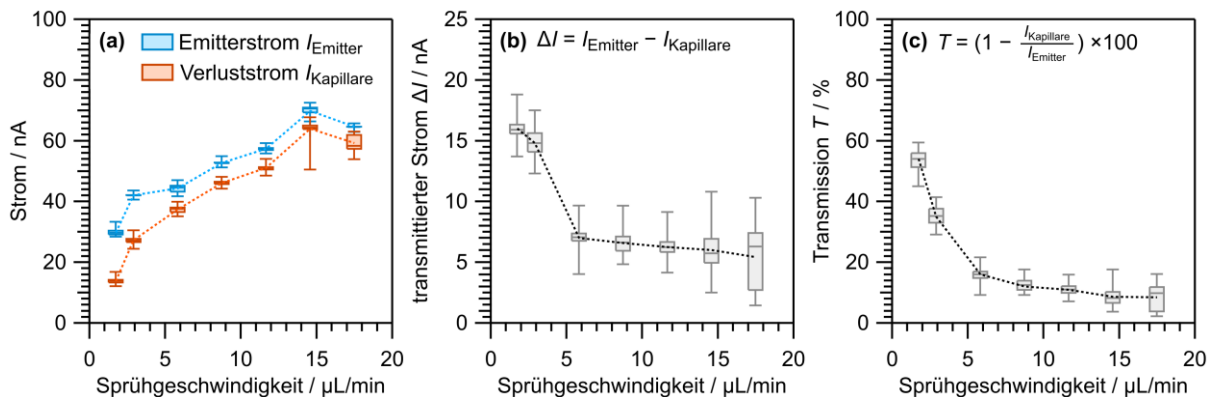 (a)
Emitterstrom I_Emitter
Verluststrom I_Kapillare
Strom / nA
100
80
60
40
20
0
0 5 10 15 20
Sprühgeschwindigkeit / µL/min
(b) ΔI = I_Emitter − I_Kapillare
transmittierter Strom ΔI / nA
25
20
15
10
5
0
0 5 10 15 20
Sprühgeschwindigkeit / µL/min
(c) T = (1 − I_Kapillare / I_Emitter) ×100
Transmission T / %
100
80
60
40
20
0
0 5 10 15 20
Sprühgeschwindigkeit / µL/min